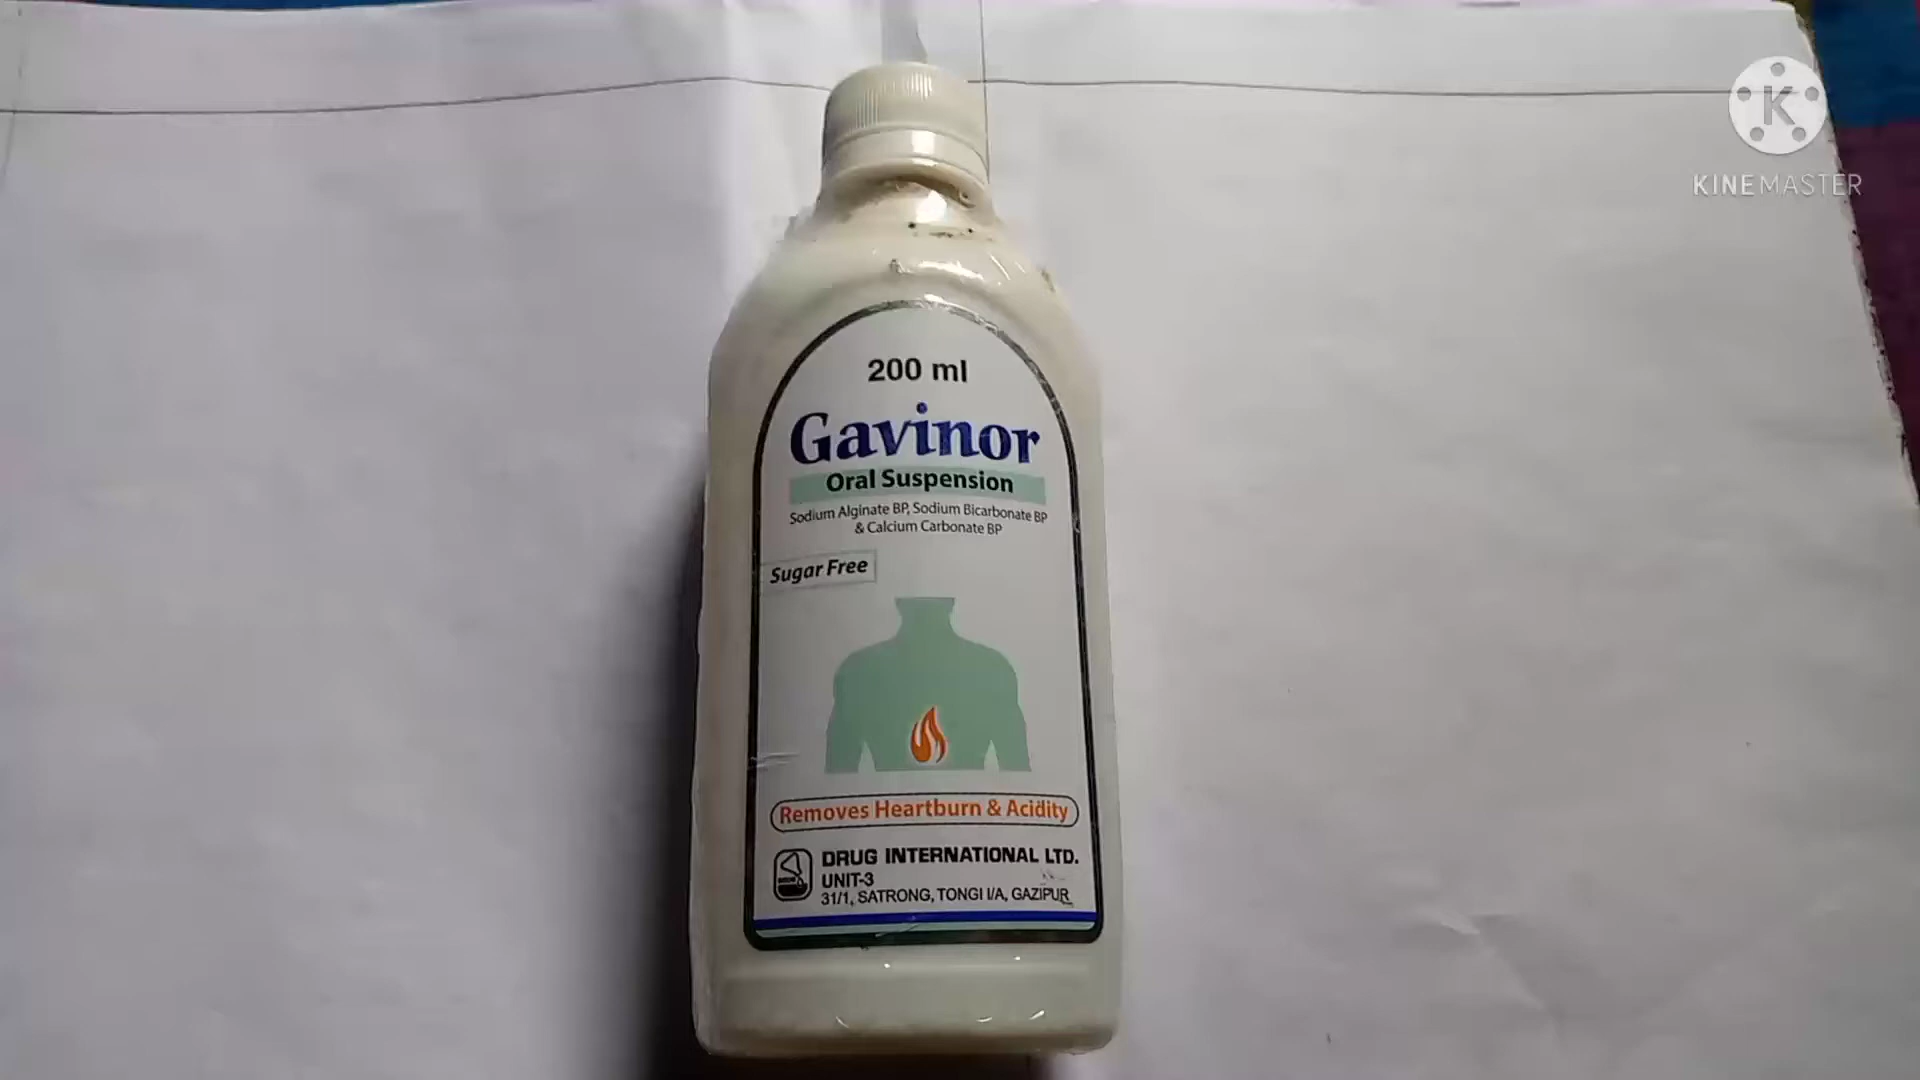 KINEMASTER
200 ml
Gavinor
Oral Suspension
Sodium Alginate BP, Sodium Bicarbonate BP
& Calcium Carbonate BP
Sugar Free
Removes Heartburn & Acidity
DRUG INTERNATIONAL LTD.
UNIT-3
31/1, SATRONG, TONGI I/A, GAZIPUR